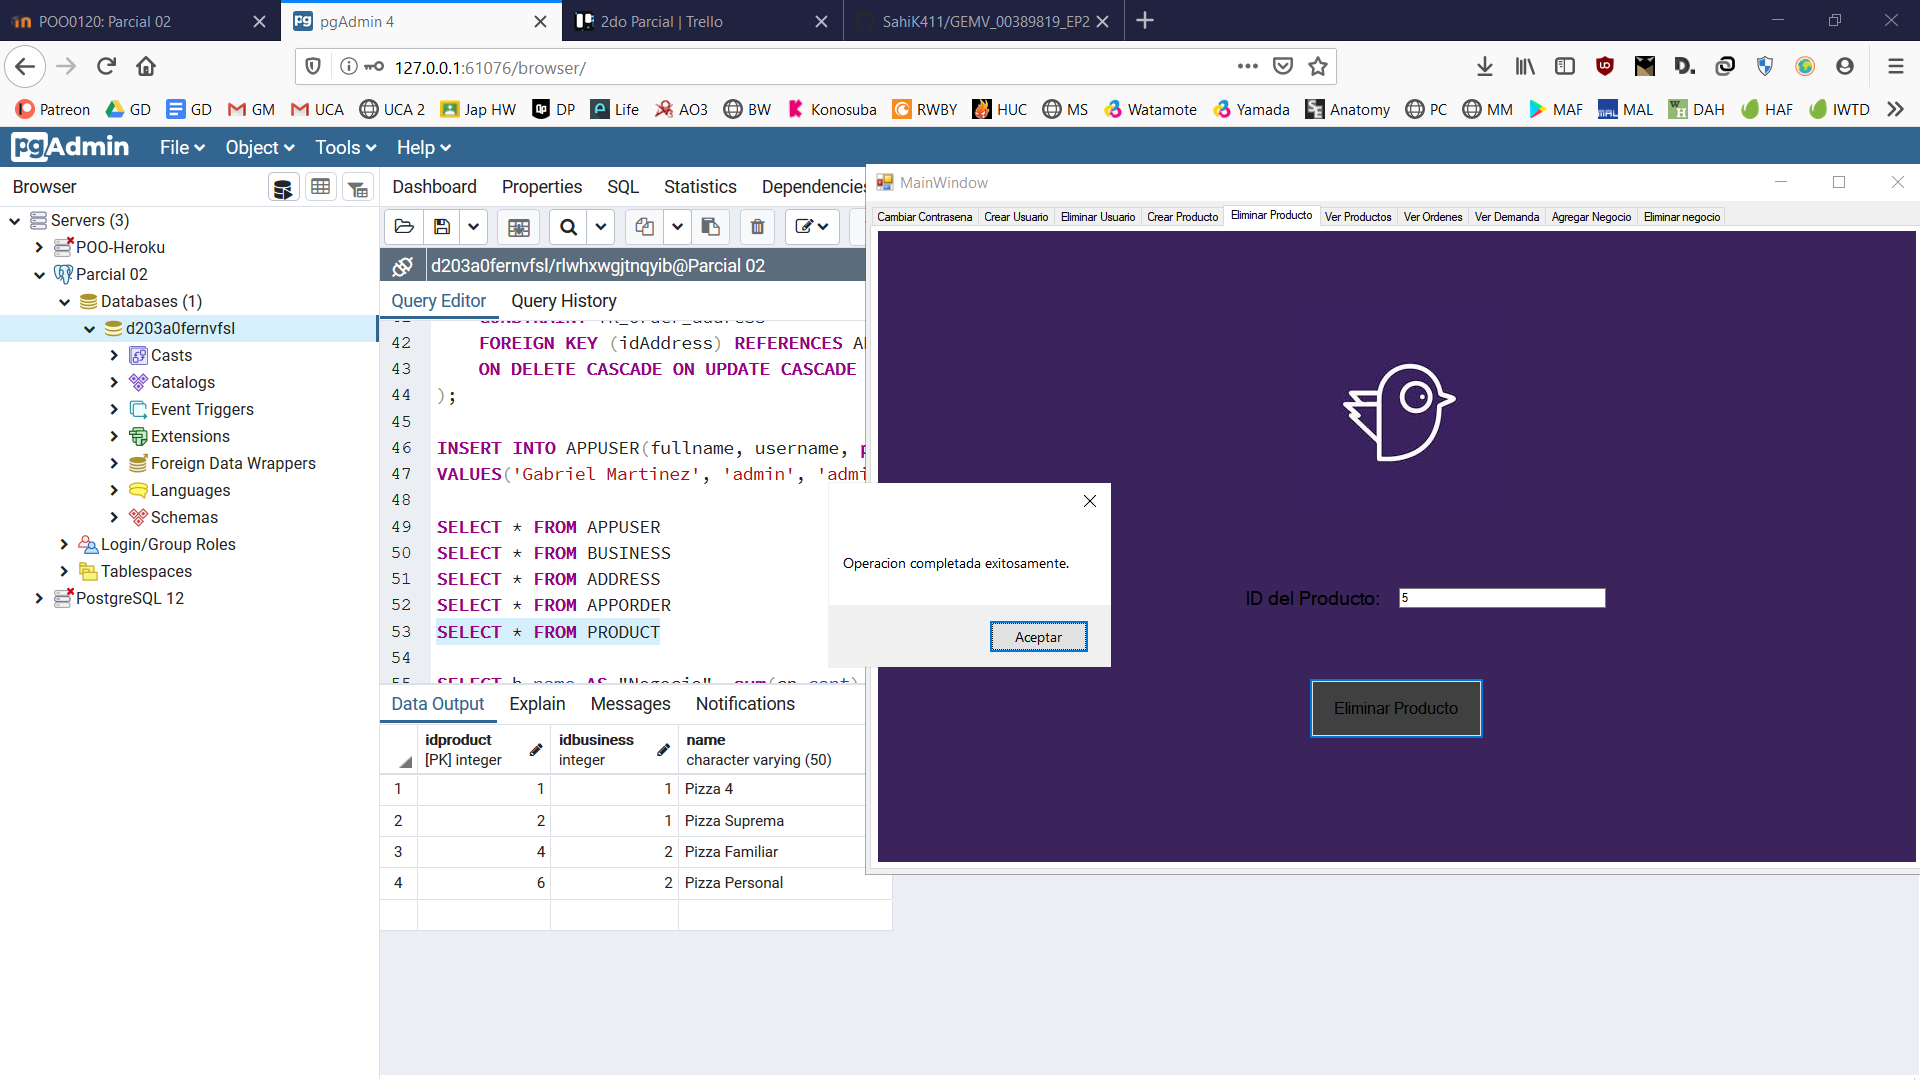 POO0120: Parcial 02
pgAdmin 4
2do Parcial | Trello
SahiK411/GEMV_00389819_EP2
127.0.0.1:61076/browser/
Patreon GD GD GM UCA UCA 2 Jap HW DP Life AO3 BW Konosuba RWBY HUC MS Watamote Yamada Anatomy PC MM MAF MAL DAH HAF IWTD
pgAdmin File Object Tools Help
Browser
Dashboard Properties SQL Statistics Dependencies
Servers (3)
POO-Heroku
Parcial 02
Databases (1)
d203a0fernvfsl
Casts
Catalogs
Event Triggers
Extensions
Foreign Data Wrappers
Languages
Schemas
Login/Group Roles
Tablespaces
PostgreSQL 12
d203a0fernvfsl/rlwhxwgjtnqyib@Parcial 02
Query Editor Query History
42 FOREIGN KEY (idAddress) REFERENCES
43 ON DELETE CASCADE ON UPDATE CASCADE
44 );
45
46 INSERT INTO APPUSER(fullname, username, p
47 VALUES('Gabriel Martinez', 'admin', 'admi
48
49 SELECT * FROM APPUSER
50 SELECT * FROM BUSINESS
51 SELECT * FROM ADDRESS
52 SELECT * FROM APPORDER
53 SELECT * FROM PRODUCT
54
Data Output Explain Messages Notifications
idproduct
[PK] integer
idbusiness
integer
name
character varying (50)
1 1 1 Pizza 4
2 2 1 Pizza Suprema
3 4 2 Pizza Familiar
4 6 2 Pizza Personal
MainWindow
Cambiar Contrasena Crear Usuario Eliminar Usuario Crear Producto Eliminar Producto Ver Productos Ver Ordenes Ver Demanda Agregar Negocio Eliminar negocio
Operacion completada exitosamente.
Aceptar
ID del Producto: 5
Eliminar Producto